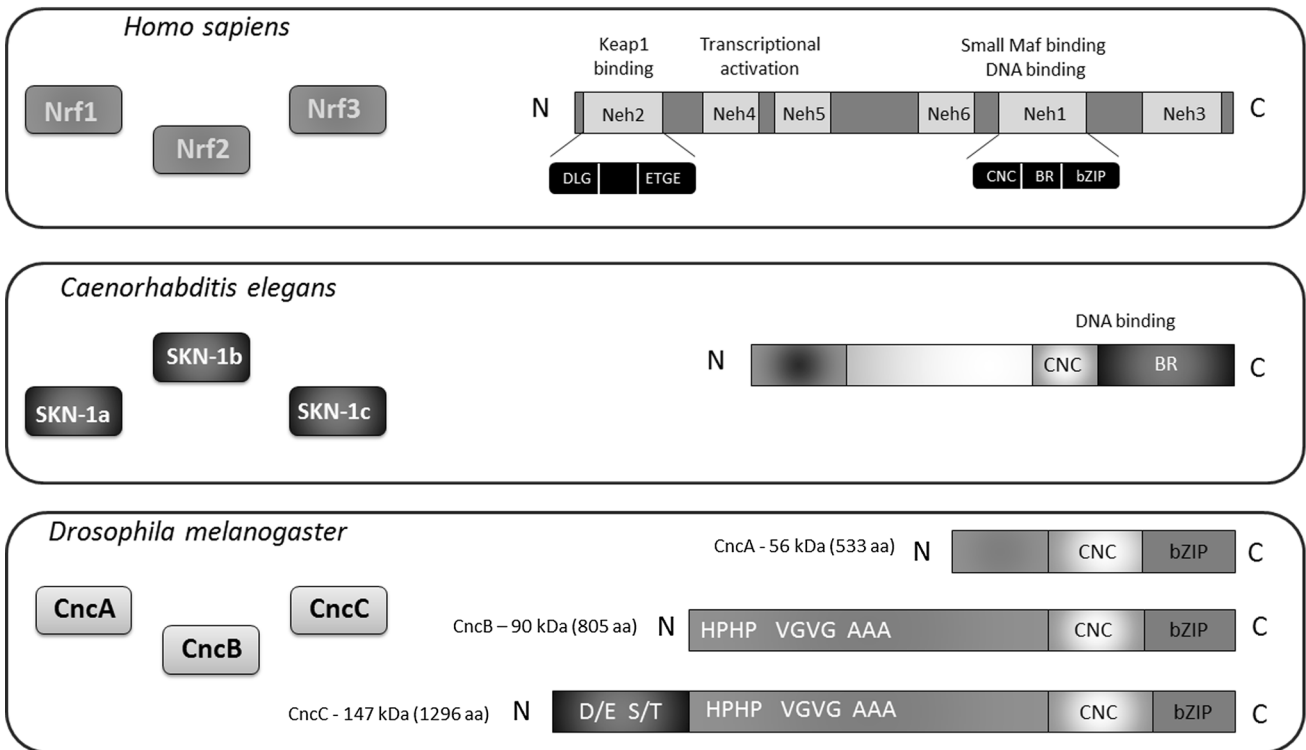 Homo sapiens
Nrf1
Nrf2
Nrf3
Keap1
binding
Transcriptional
activation
Small Maf binding
DNA binding
N
Neh2
Neh4
Neh5
Neh6
Neh1
Neh3
C
DLG
ETGE
CNC
BR
bZIP
Caenorhabditis elegans
SKN-1a
SKN-1b
SKN-1c
DNA binding
N
CNC
BR
C
Drosophila melanogaster
CncA
CncB
CncC
CncA - 56 kDa (533 aa)
N
CNC
bZIP
C
CncB – 90 kDa (805 aa)
N
HPHP VGVG AAA
CNC
bZIP
C
CncC - 147 kDa (1296 aa)
N
D/E S/T
HPHP VGVG AAA
CNC
bZIP
C